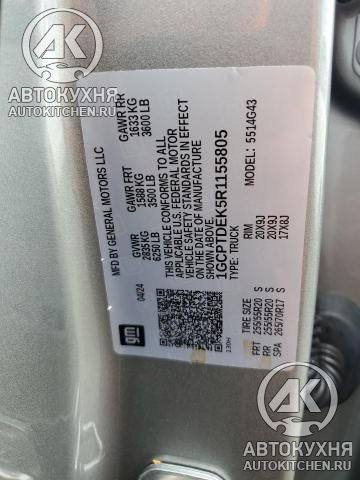 АВТОКУХНЯ
AUTOKITCHEN.RU
MFD BY GENERAL MOTORS LLC
04/24
GVWR
2835 KG
6250 LB
GAWR FRT
1588 KG
3500 LB
GAWR RR
1633 KG
3600 LB
THIS VEHICLE CONFORMS TO ALL
APPLICABLE U.S. FEDERAL MOTOR
VEHICLE SAFETY STANDARDS IN EFFECT
ON THE DATE OF MANUFACTURE
SHOWN ABOVE.
1GCPTDEK5R1155805
TYPE: TRUCK
MODEL: 5514G43
gm
TIRE SIZE
RIM
FRT 255/55R20 S 20X9J
RR 255/55R20 S 20X9J
SPA 265/70R17 S 17X8J
130H
АВТОКУХНЯ
AUTOKITCHEN.RU